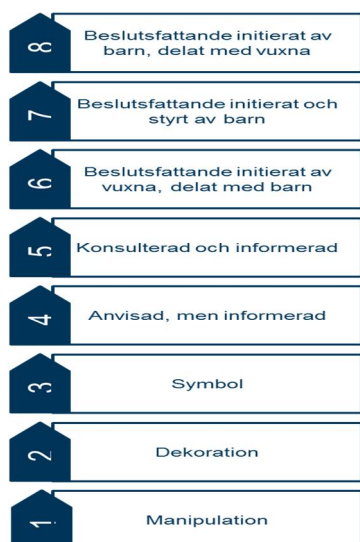 8
Beslutsfattande initierat av
barn, delat med vuxna
7
Beslutsfattande initierat och
styrt av barn
6
Beslutsfattande initierat av
vuxna, delat med barn
5
Konsulterad och informerad
4
Anvisad, men informerad
3
Symbol
2
Dekoration
1
Manipulation